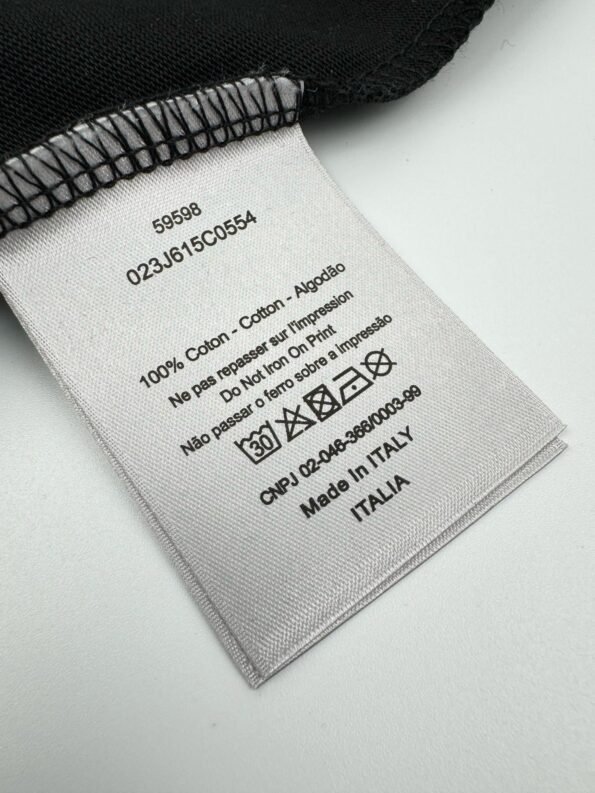 59598
023J615C0554
100% Coton - Cotton - Algodão
Ne pas repasser sur l'impression
Do Not Iron On Print
Não passar o ferro sobre a impressão
30
CNPJ 02-046-366/0003-99
Made In ITALY
ITALIA